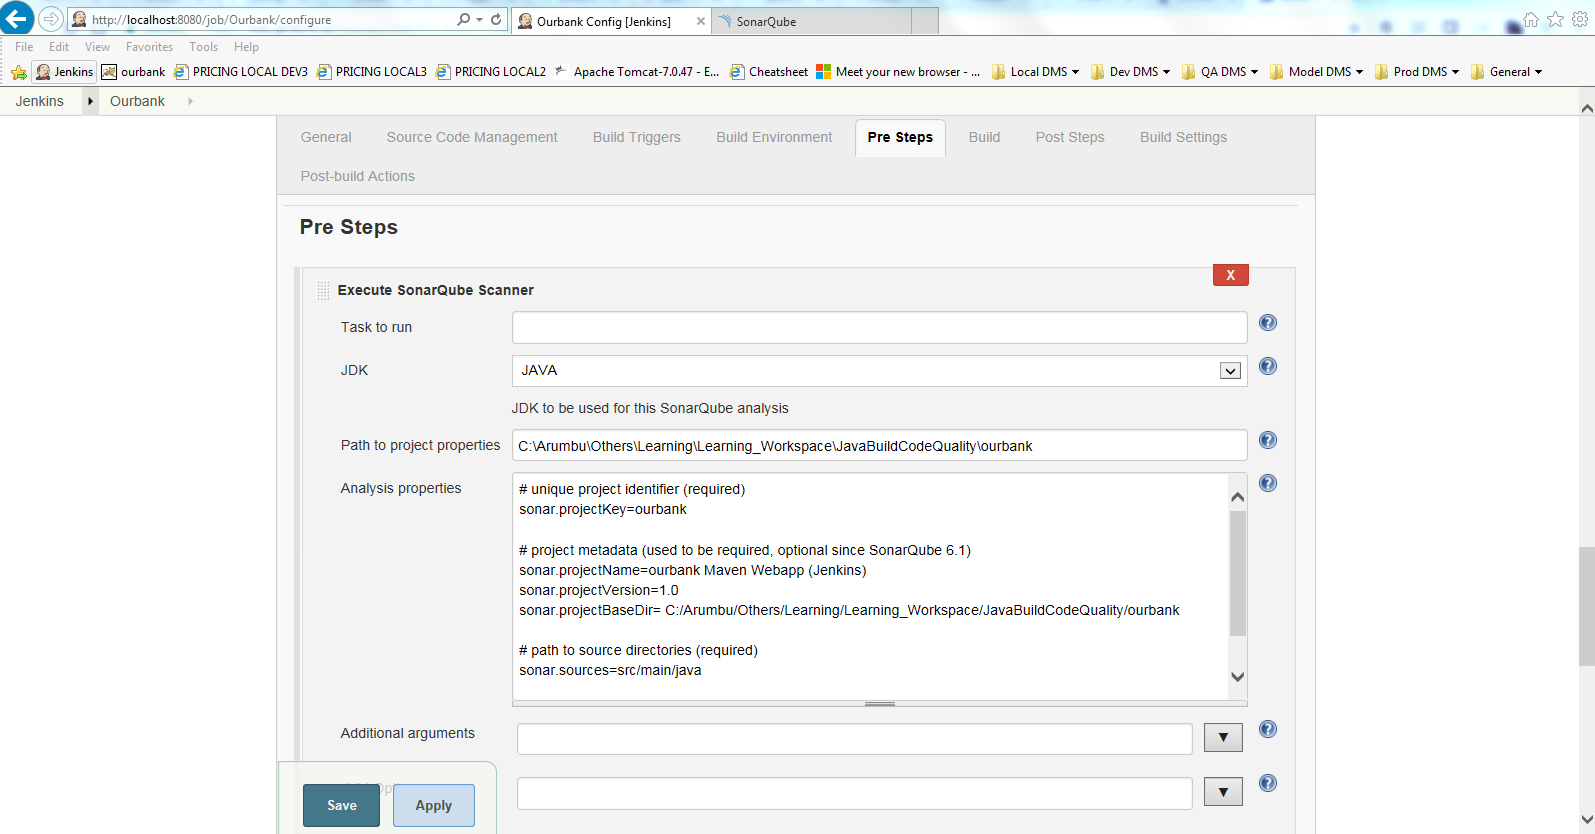 http://localhost:8080/job/Ourbank/configure
Ourbank Config [Jenkins]
SonarQube
File Edit View Favorites Tools Help
Jenkins ourbank PRICING LOCAL DEV3 PRICING LOCAL3 PRICING LOCAL2 Apache Tomcat-7.0.47 - E... Cheatsheet Meet your new browser - ... Local DMS Dev DMS QA DMS Model DMS Prod DMS General
Jenkins Ourbank
General Source Code Management Build Triggers Build Environment Pre Steps Build Post Steps Build Settings
Post-build Actions
Pre Steps
X
Execute SonarQube Scanner
Task to run
JDK JAVA
JDK to be used for this SonarQube analysis
Path to project properties C:\Arumbu\Others\Learning\Learning_Workspace\JavaBuildCodeQuality\ourbank
Analysis properties
# unique project identifier (required)
sonar.projectKey=ourbank
# project metadata (used to be required, optional since SonarQube 6.1)
sonar.projectName=ourbank Maven Webapp (Jenkins)
sonar.projectVersion=1.0
sonar.projectBaseDir= C:/Arumbu/Others/Learning/Learning_Workspace/JavaBuildCodeQuality/ourbank
# path to source directories (required)
sonar.sources=src/main/java
Additional arguments
Save Apply